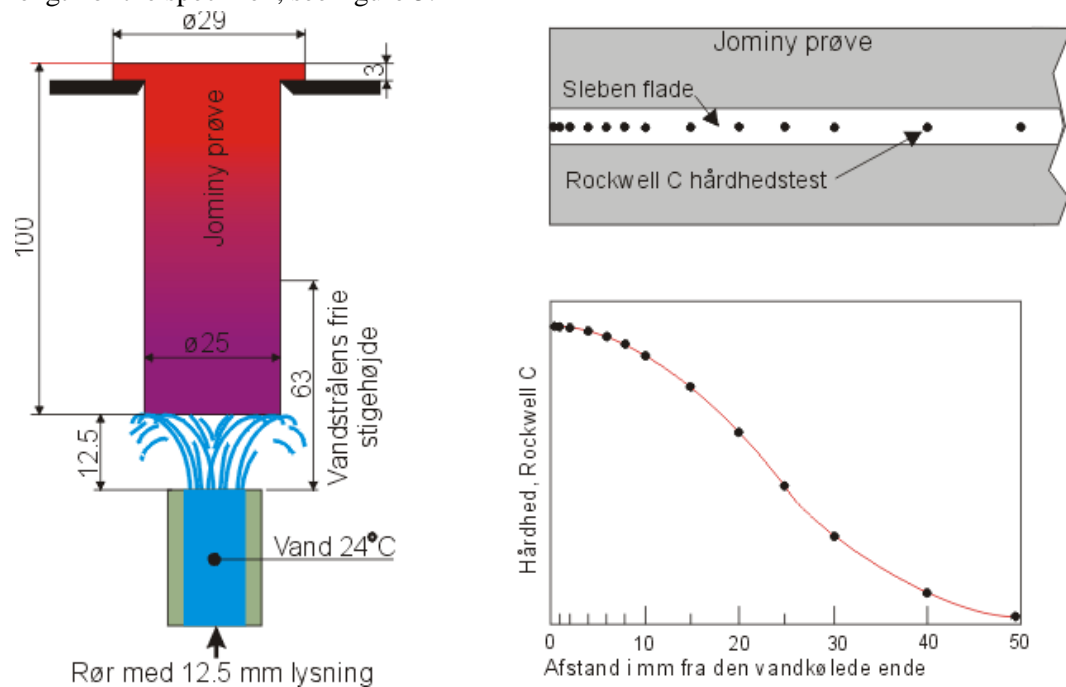 ø29
3
Jominy prøve
100
ø25
63
Vandstrålens frie
stigehøjde
12.5
Vand 24°C
Rør med 12.5 mm lysning
Jominy prøve
Sleben flade
Rockwell C hårdhedstest
Hårdhed, Rockwell C
0 10 20 30 40 50
Afstand i mm fra den vandkølede ende